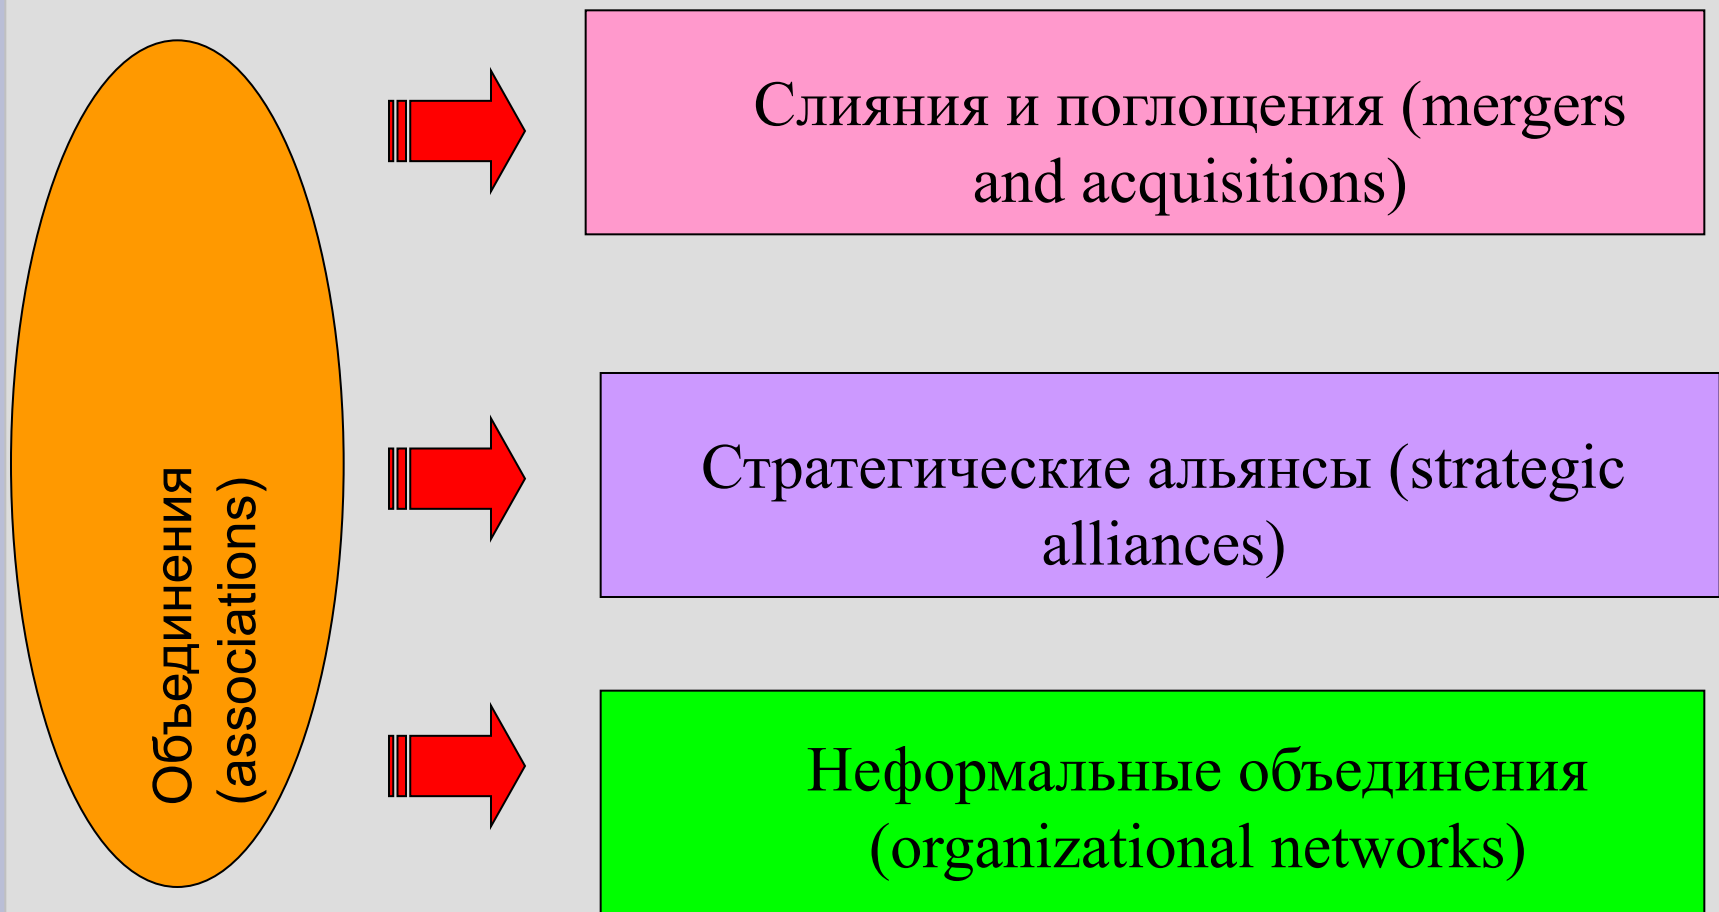 Объединения
(associations)
Слияния и поглощения (mergers
and acquisitions)
Стратегические альянсы (strategic
alliances)
Неформальные объединения
(organizational networks)